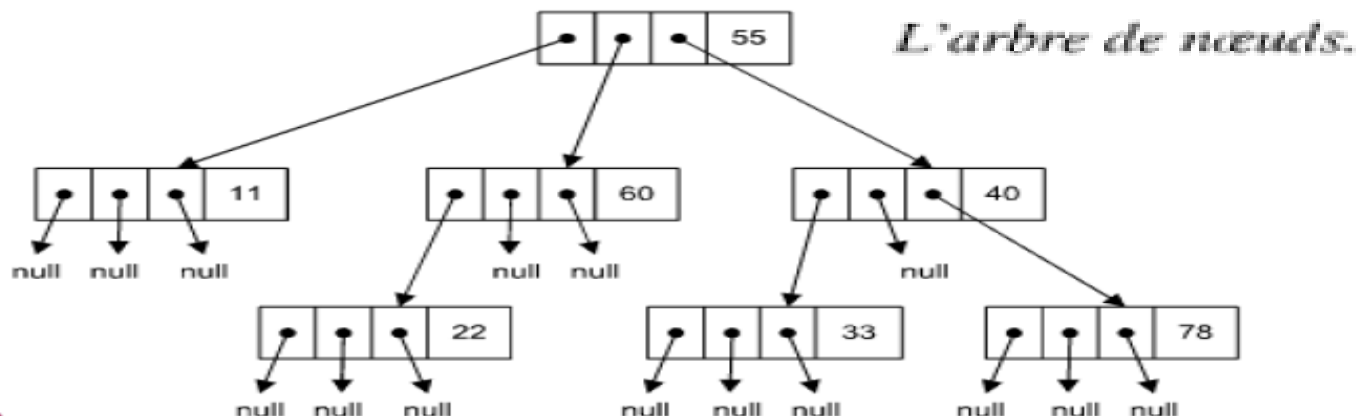 55 L'arbre de nœuds.
11 60 40
null null null null null null
22 33 78
null null null null null null null null null